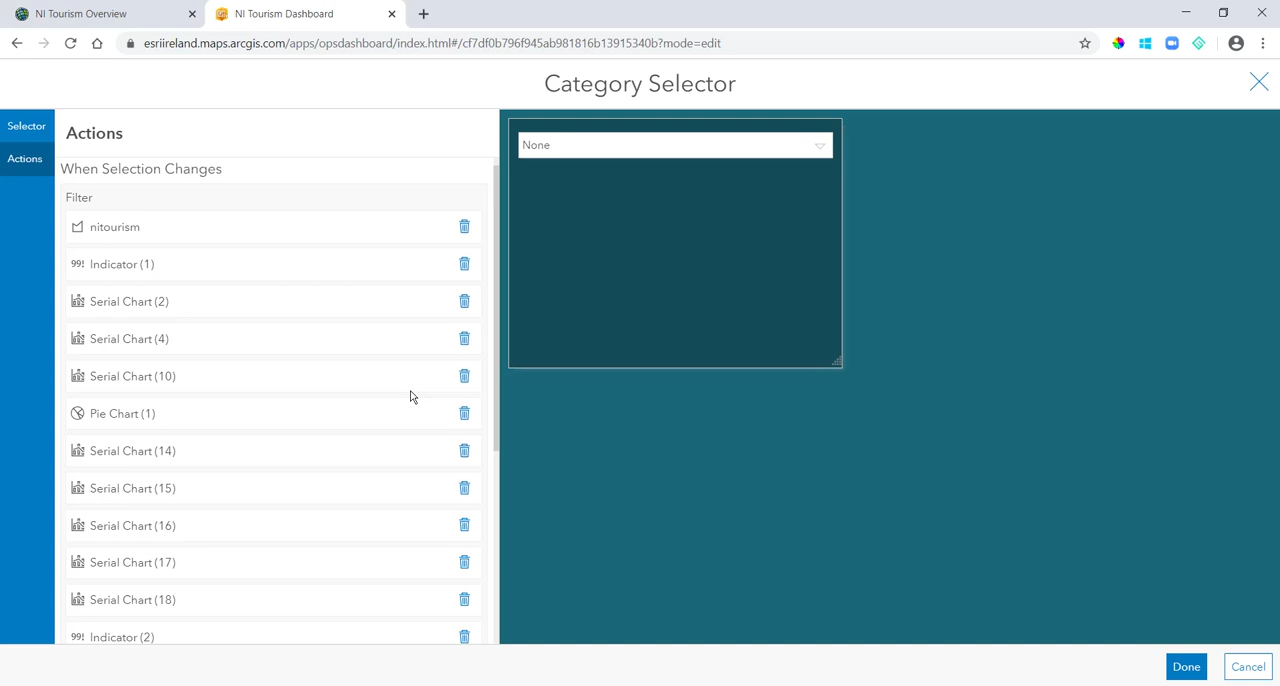 NI Tourism Overview
NI Tourism Dashboard
esriireland.maps.arcgis.com/apps/opsdashboard/index.html#/cf7df0b796f945ab981816b13915340b?mode=edit
Category Selector
Selector
Actions
Actions
When Selection Changes
Filter
nitourism
99! Indicator (1)
Serial Chart (2)
Serial Chart (4)
Serial Chart (10)
Pie Chart (1)
Serial Chart (14)
Serial Chart (15)
Serial Chart (16)
Serial Chart (17)
Serial Chart (18)
99! Indicator (2)
None
Done
Cancel